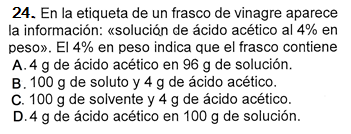 24. En la etiqueta de un frasco de vinagre aparece
la información: «solución de ácido acético al 4% en
peso». El 4% en peso indica que el frasco contiene
A. 4 g de ácido acético en 96 g de solución.
B. 100 g de soluto y 4 g de ácido acético.
C. 100 g de solvente y 4 g de ácido acético.
D. 4 g de ácido acético en 100 g de solución.